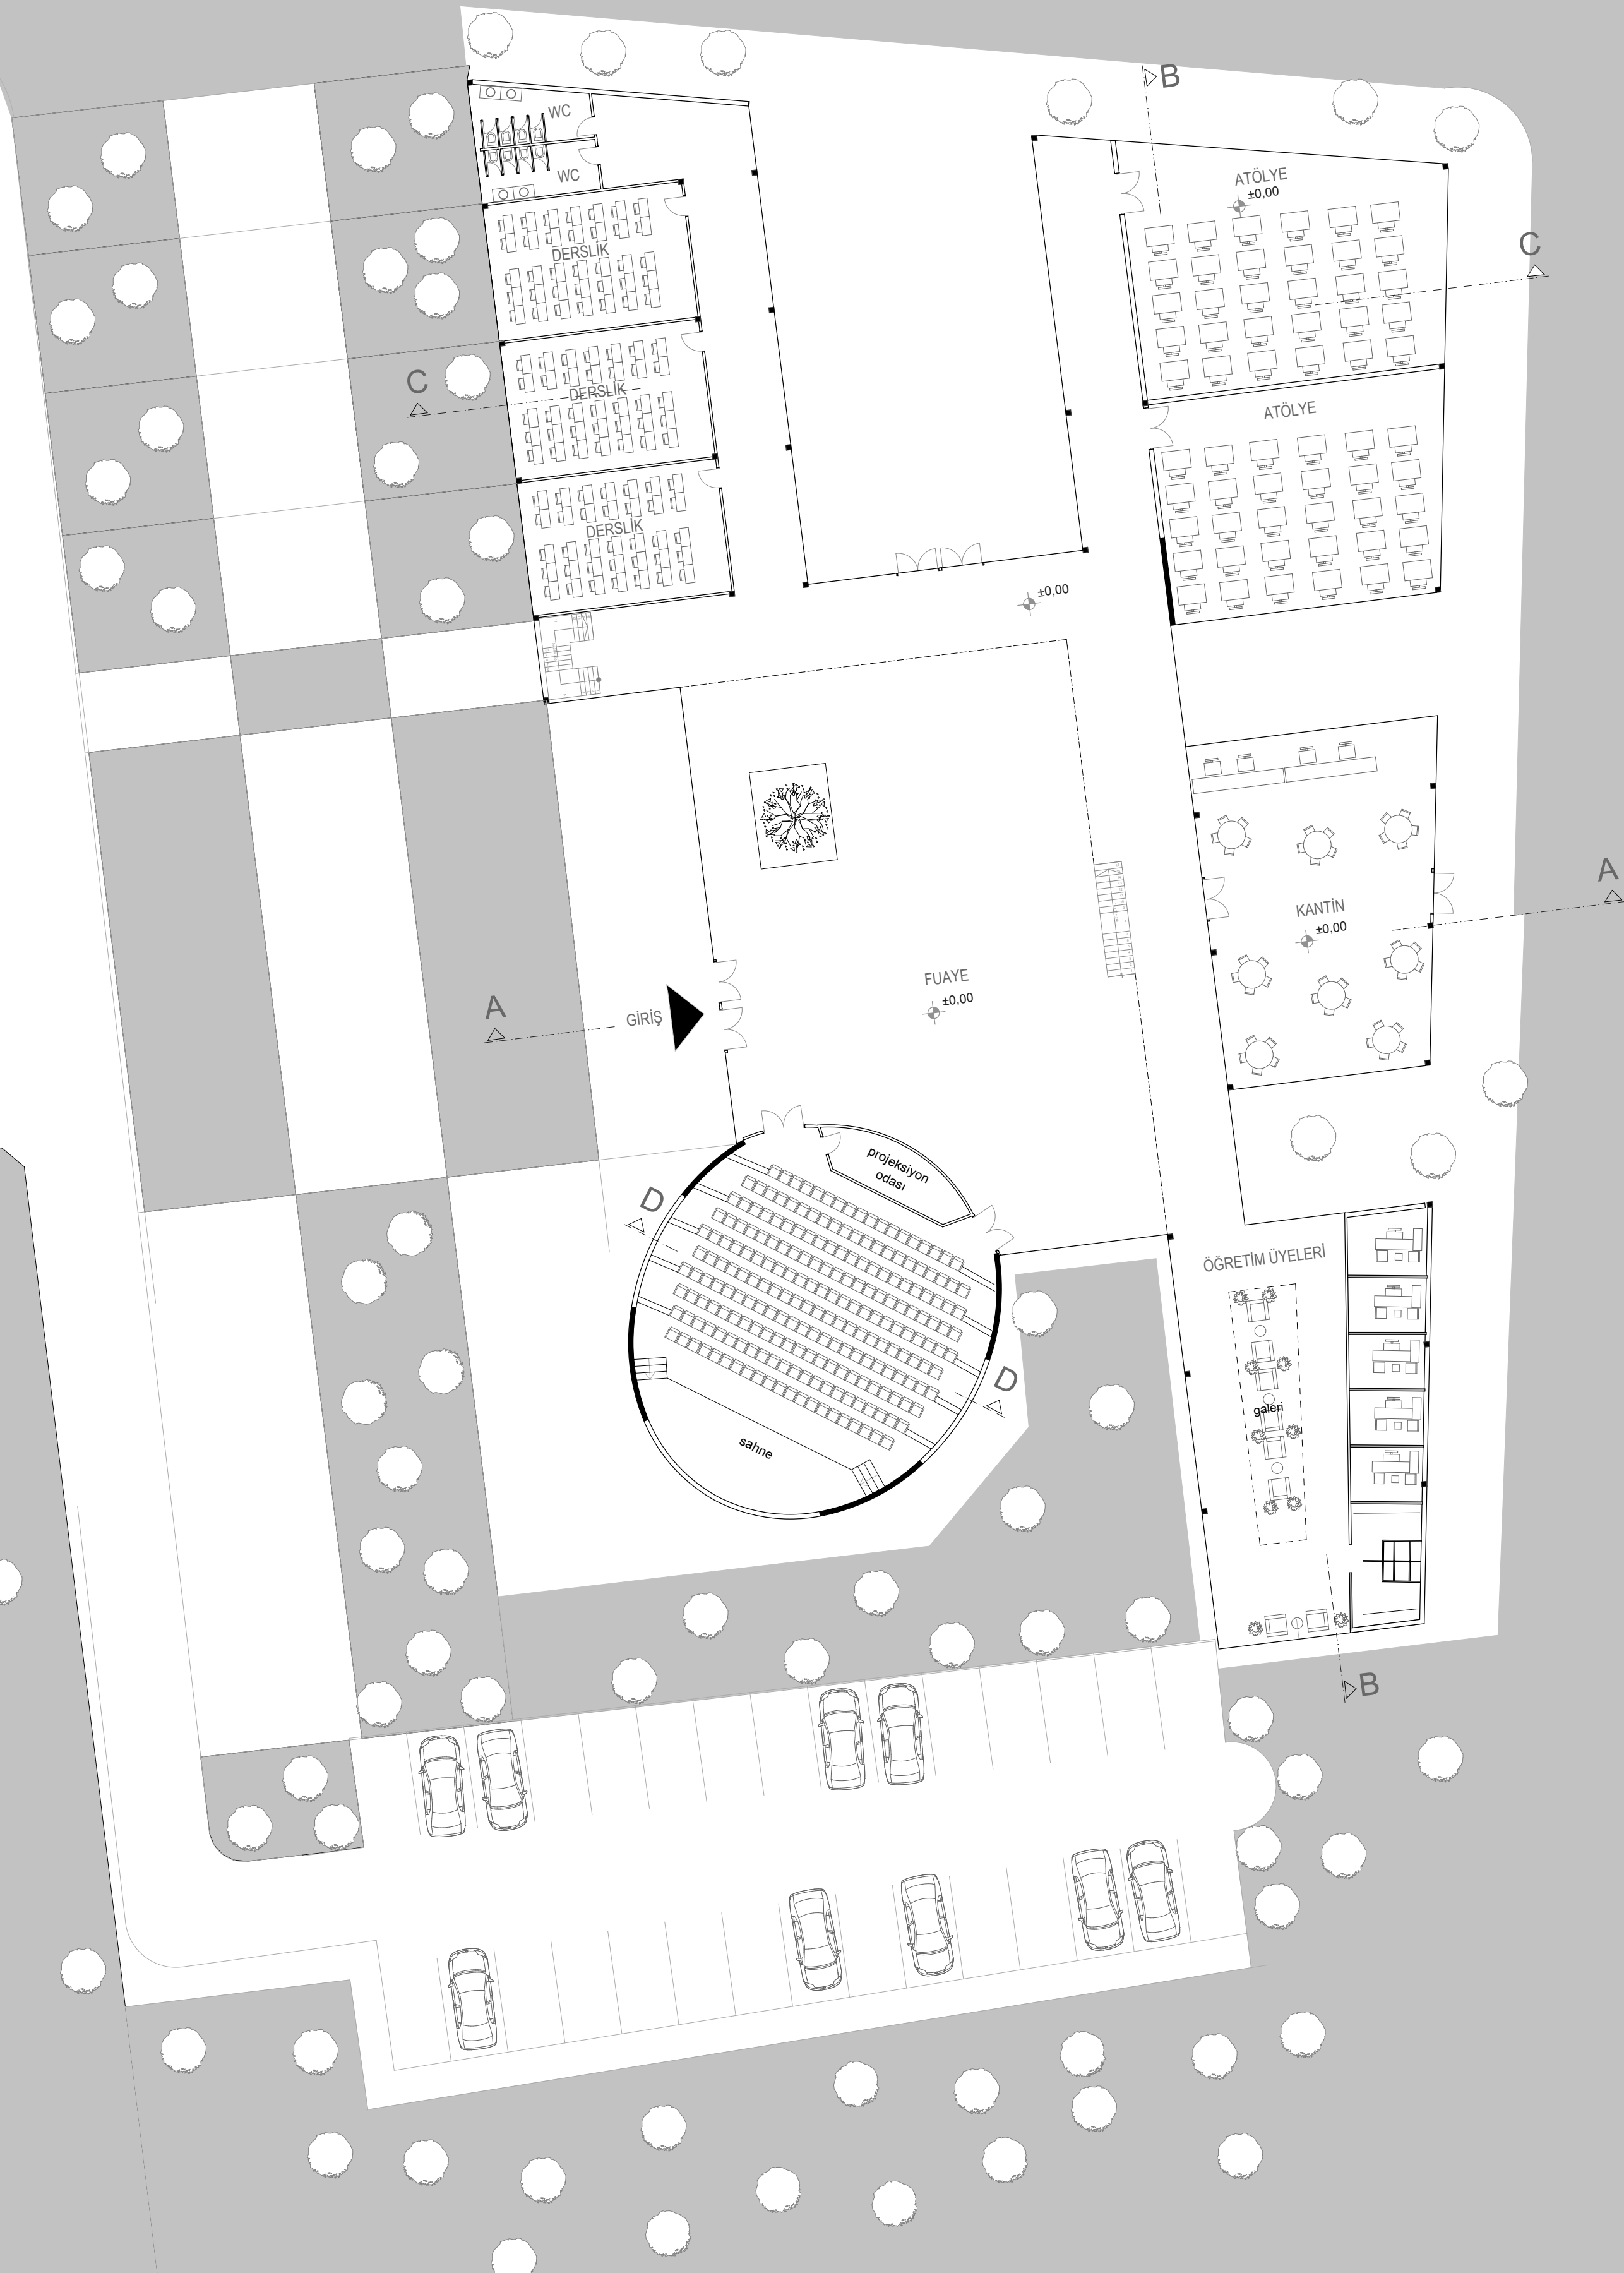 B
WC
ATÖLYE
±0,00
WC
C
DERSLİK
C
DERSLİK
ATÖLYE
DERSLİK
±0,00
A
KANTİN
±0,00
FUAYE
±0,00
A
GİRİŞ
projeksiyon
odası
D
ÖĞRETİM ÜYELERİ
D
galeri
sahne
B